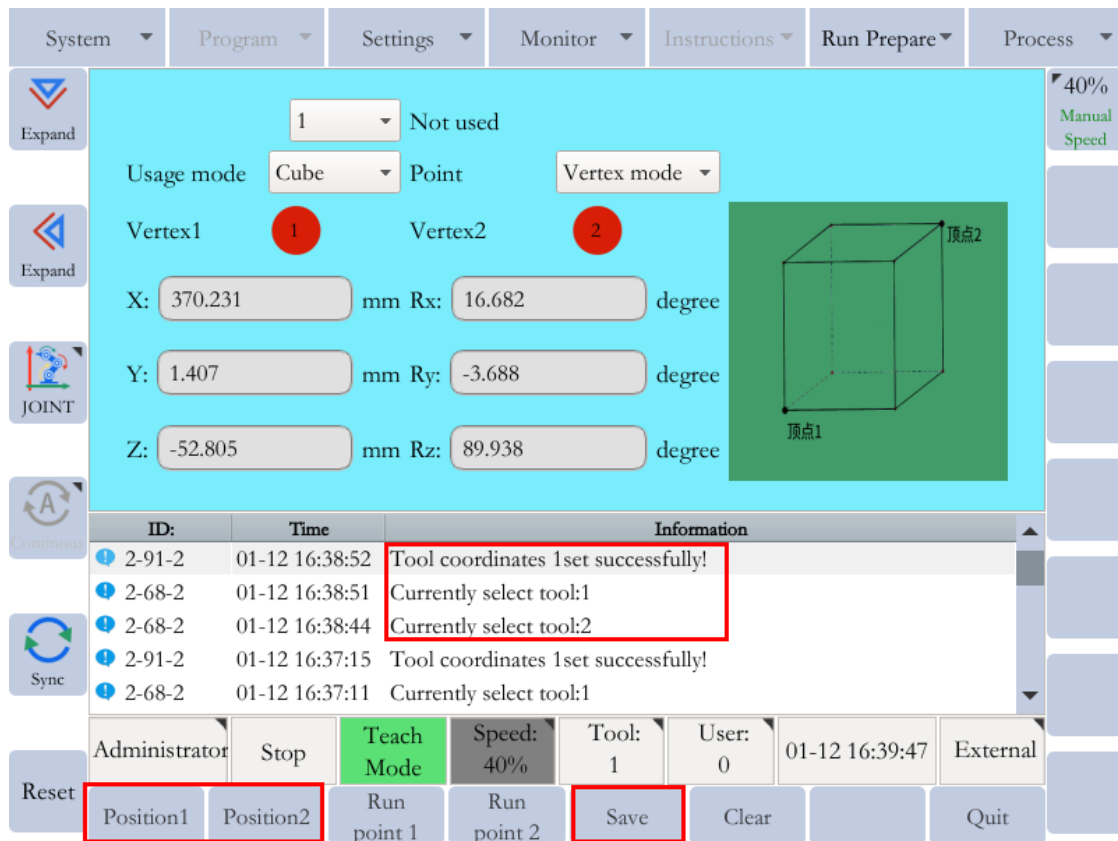 System Program Settings Monitor Instructions Run Prepare Process
Expand
Expand
JOINT
A
Continuous
Sync
Reset
1 Not used
Usage mode Cube Point Vertex mode
Vertex1 1 Vertex2 2
X: 370.231 mm Rx: 16.682 degree
Y: 1.407 mm Ry: -3.688 degree
Z: -52.805 mm Rz: 89.938 degree
顶点2
顶点1
40%
Manual
Speed
ID: Time Information
2-91-2 01-12 16:38:52 Tool coordinates 1set successfully!
2-68-2 01-12 16:38:51 Currently select tool:1
2-68-2 01-12 16:38:44 Currently select tool:2
2-91-2 01-12 16:37:15 Tool coordinates 1set successfully!
2-68-2 01-12 16:37:11 Currently select tool:1
Administrator Stop Teach Mode Speed: 40% Tool: 1 User: 0 01-12 16:39:47 External
Position1 Position2 Run point 1 Run point 2 Save Clear Quit